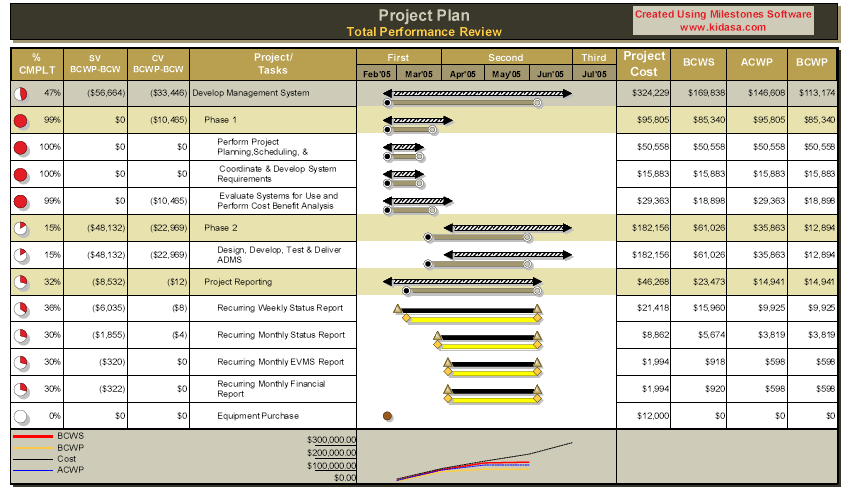 Project Plan
Total Performance Review
Created Using Milestones Software
www.kidasa.com
% CMPLT SV BCWP-BCW CV BCWP-BCW Project/ Tasks First Second Third Project Cost BCWS ACWP BCWP
Feb'05 Mar'05 Apr'05 May'05 Jun'05 Jul'05
47% ($56,664) ($33,446) Develop Management System $324,229 $169,838 $146,608 $113,174
99% $0 ($10,465) Phase 1 $95,805 $85,340 $95,805 $85,340
100% $0 $0 Perform Project Planning,Scheduling, & $50,558 $50,558 $50,558 $50,558
100% $0 $0 Coordinate & Develop System Requirements $15,883 $15,883 $15,883 $15,883
99% $0 ($10,465) Evaluate Systems for Use and Perform Cost Benefit Analysis $29,363 $18,898 $29,363 $18,898
15% ($48,132) ($22,969) Phase 2 $182,156 $61,026 $35,863 $12,894
15% ($48,132) ($22,969) Design, Develop, Test & Deliver ADMS $182,156 $61,026 $35,863 $12,894
32% ($8,532) ($12) Project Reporting $46,268 $23,473 $14,941 $14,941
36% ($6,035) ($8) Recurring Weekly Status Report $21,418 $15,960 $9,925 $9,925
30% ($1,855) ($4) Recurring Monthly Status Report $8,862 $5,674 $3,819 $3,819
30% ($320) $0 Recurring Monthly EVMS Report $1,994 $918 $598 $598
30% ($322) $0 Recurring Monthly Financial Report $1,994 $920 $598 $598
0% $0 $0 Equipment Purchase $12,000 $0 $0 $0
BCWS
BCWP
Cost
ACWP
$300,000.00
$200,000.00
$100,000.00
$0.00